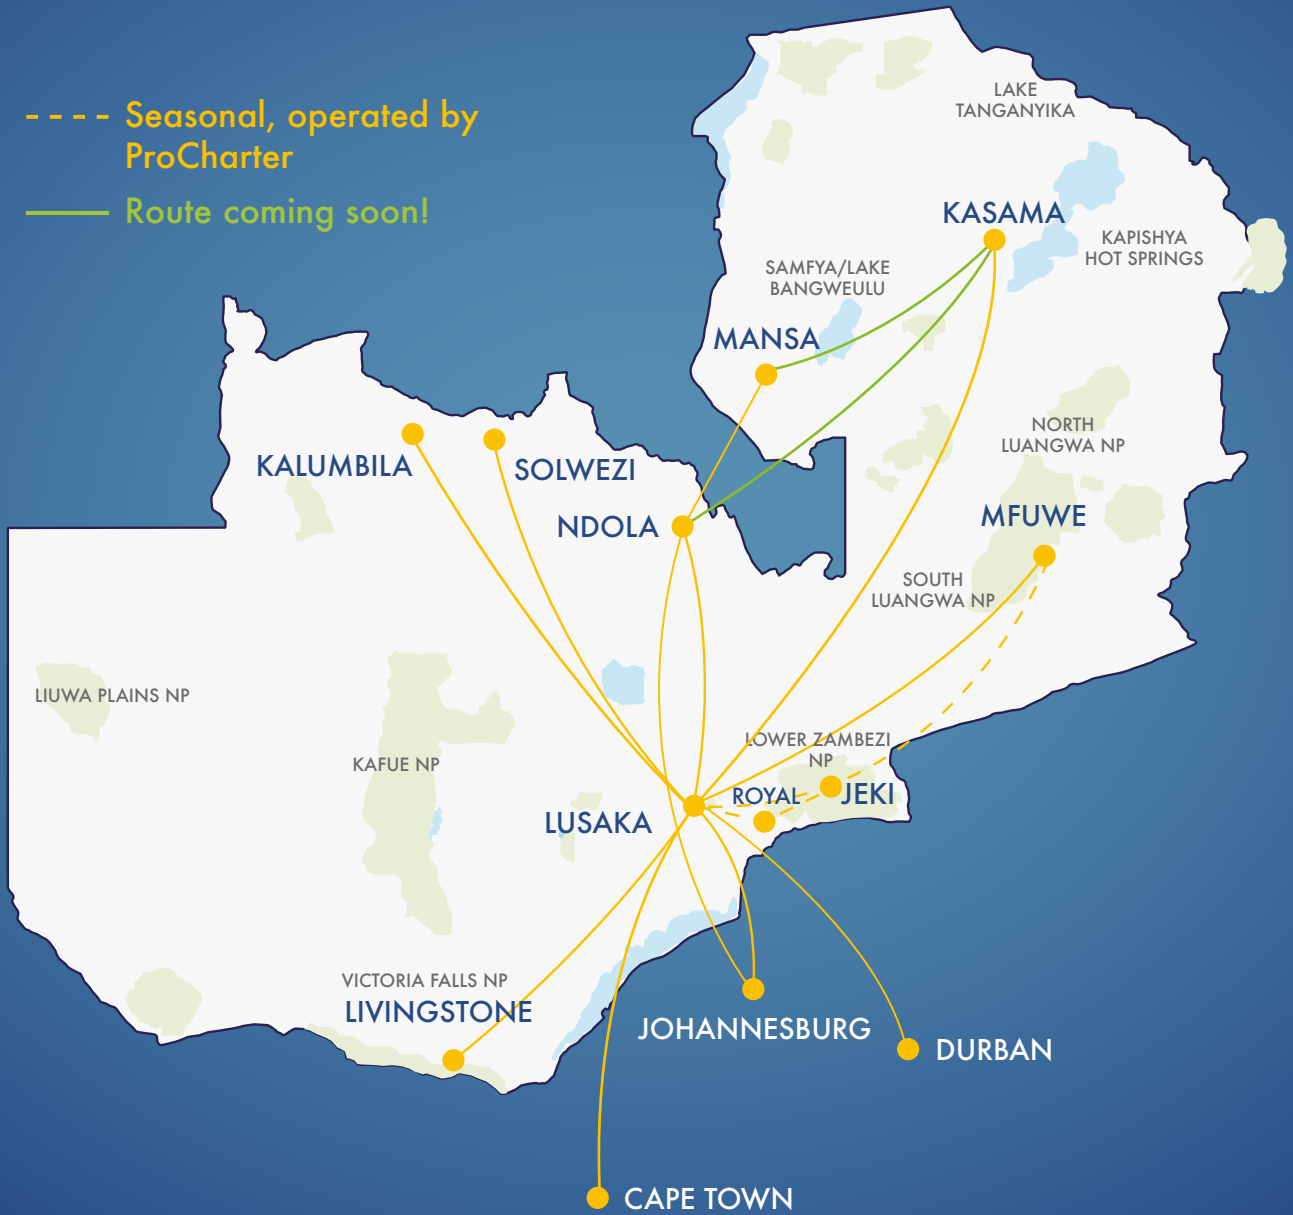 Seasonal, operated by
ProCharter
Route coming soon!
LAKE
TANGANYIKA
KASAMA
KAPISHYA
HOT SPRINGS
SAMFYA/LAKE
BANGWEULU
MANSA
NORTH
LUANGWA NP
KALUMBILA
SOLWEZI
MFUWE
NDOLA
SOUTH
LUANGWA NP
LIUWA PLAINS NP
KAFUE NP
LOWER ZAMBEZI
NP
ROYAL
JEKI
LUSAKA
VICTORIA FALLS NP
LIVINGSTONE
JOHANNESBURG
DURBAN
CAPE TOWN